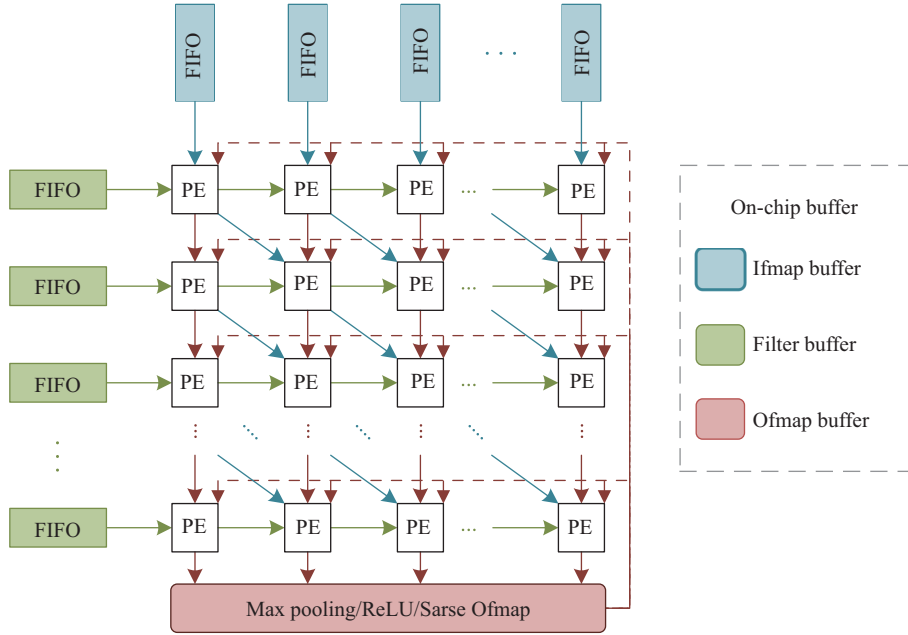 FIFO FIFO FIFO . . . FIFO
FIFO PE PE PE ... PE
FIFO PE PE PE ... PE
FIFO PE PE PE ... PE
FIFO PE PE PE ... PE
Max pooling/ReLU/Sarse Ofmap
On-chip buffer
Ifmap buffer
Filter buffer
Ofmap buffer